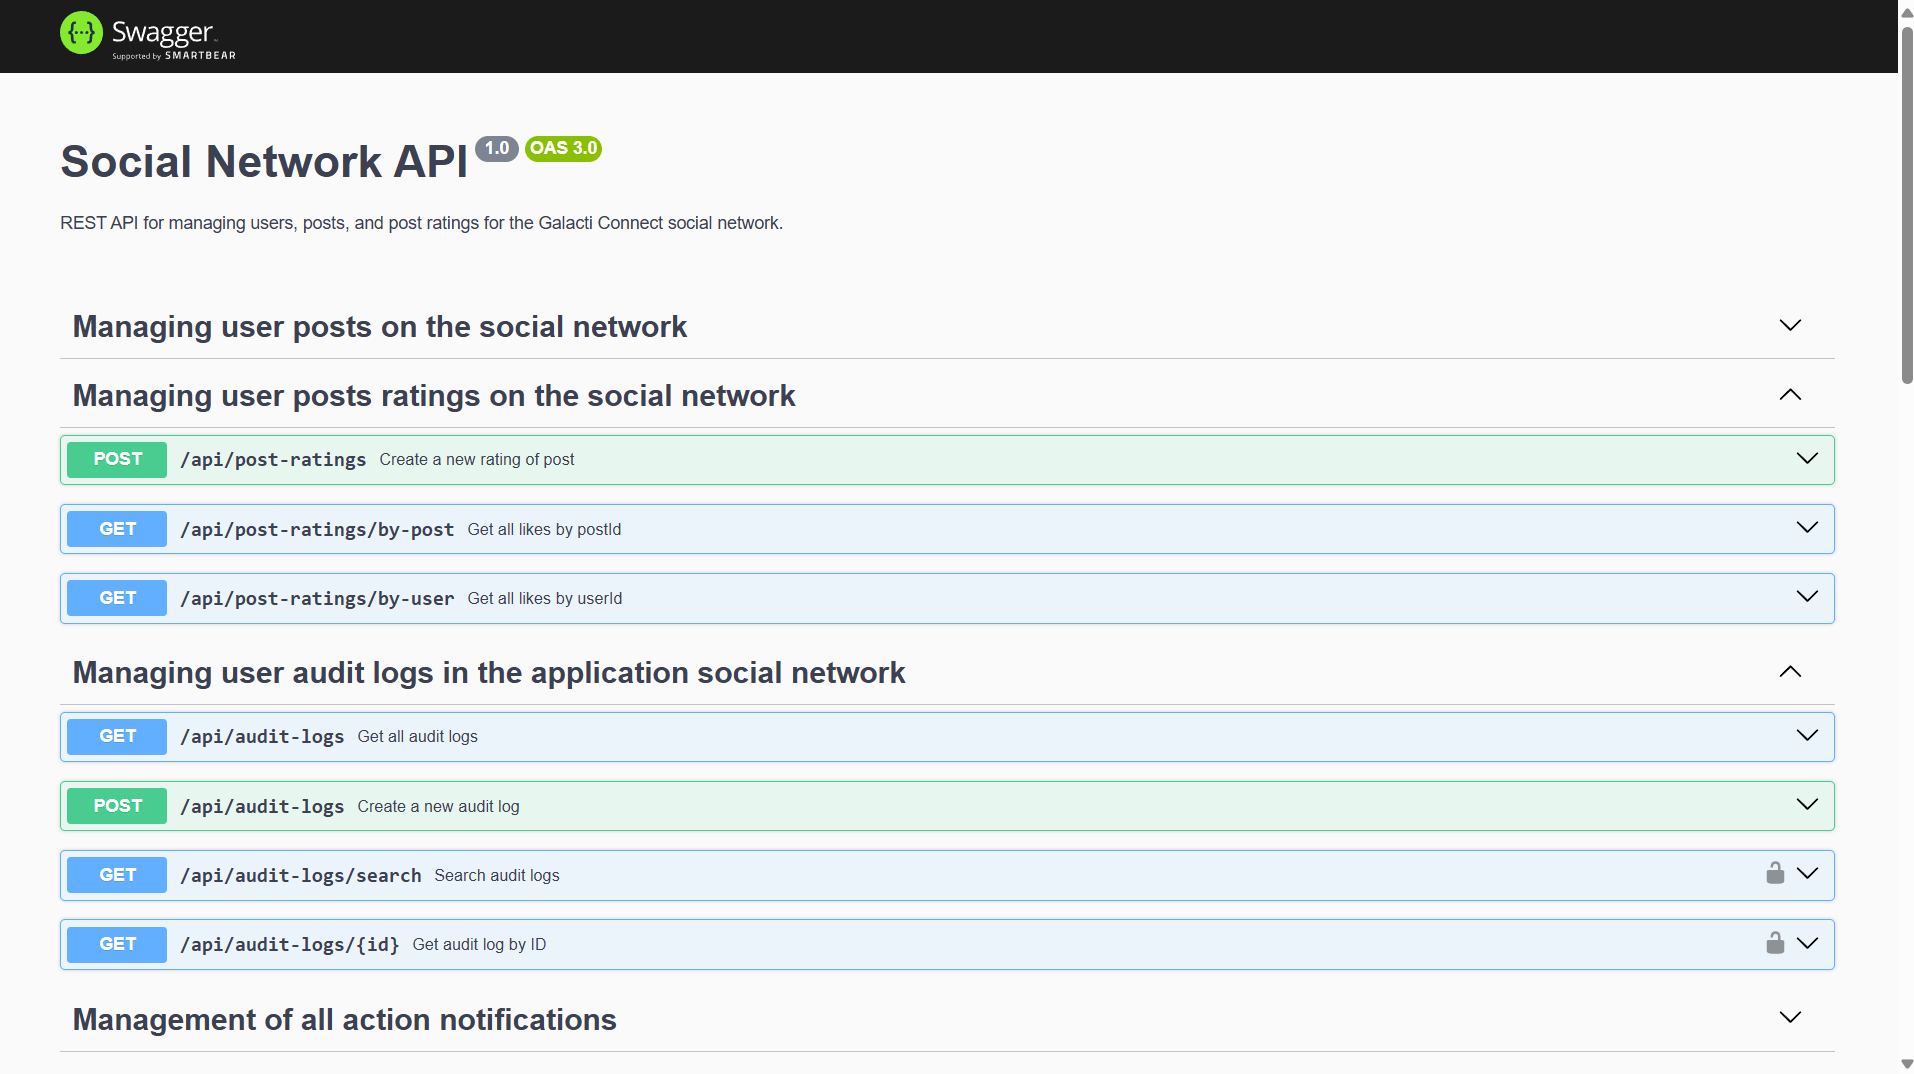 Swagger
Supported by SMARTBEAR
Social Network API 1.0 OAS 3.0
REST API for managing users, posts, and post ratings for the Galacti Connect social network.
Managing user posts on the social network
Managing user posts ratings on the social network
POST /api/post-ratings Create a new rating of post
GET /api/post-ratings/by-post Get all likes by postId
GET /api/post-ratings/by-user Get all likes by userId
Managing user audit logs in the application social network
GET /api/audit-logs Get all audit logs
POST /api/audit-logs Create a new audit log
GET /api/audit-logs/search Search audit logs
GET /api/audit-logs/{id} Get audit log by ID
Management of all action notifications